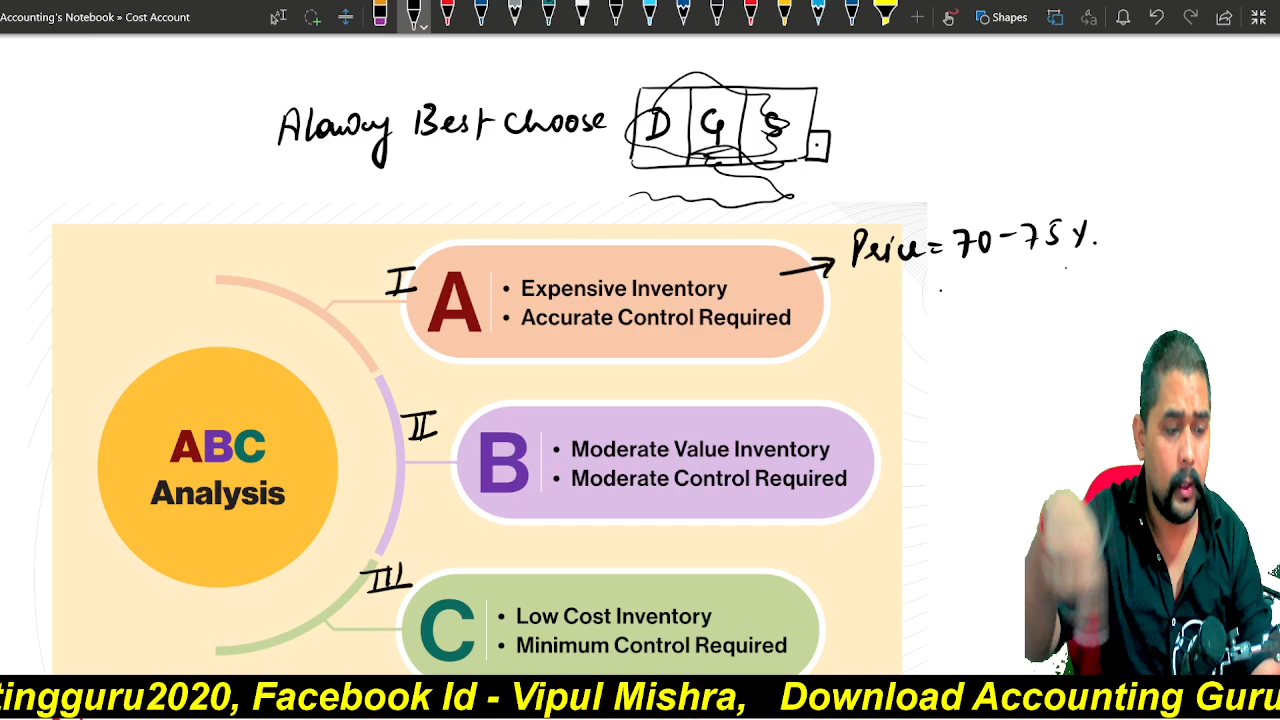 Accounting's Notebook » Cost Account
Shapes
Alaway Best choose D G S
Price = 70-75%.
I
A
• Expensive Inventory
• Accurate Control Required
II
B
• Moderate Value Inventory
• Moderate Control Required
ABC
Analysis
III
C
• Low Cost Inventory
• Minimum Control Required
tingguru2020, Facebook Id - Vipul Mishra, Download Accounting Guru